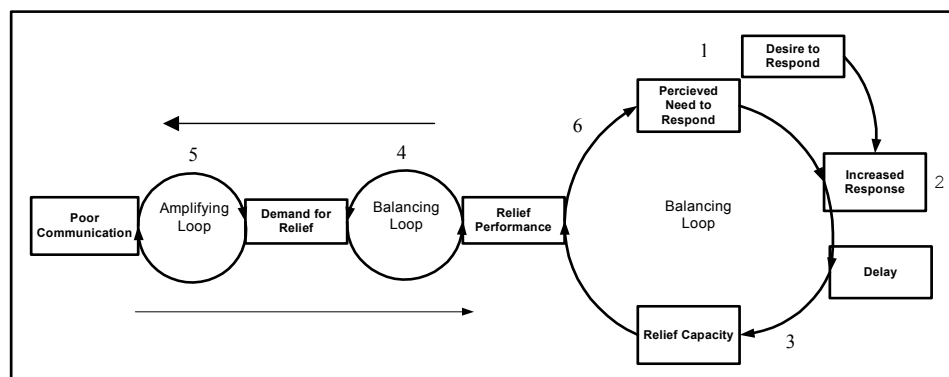 1
Desire to
Respond
Percieved
Need to
Respond
6
Increased
Response
2
5
4
Poor
Communication
Amplifying
Loop
Demand for
Relief
Balancing
Loop
Relief
Performance
Balancing
Loop
Delay
Relief Capacity
3